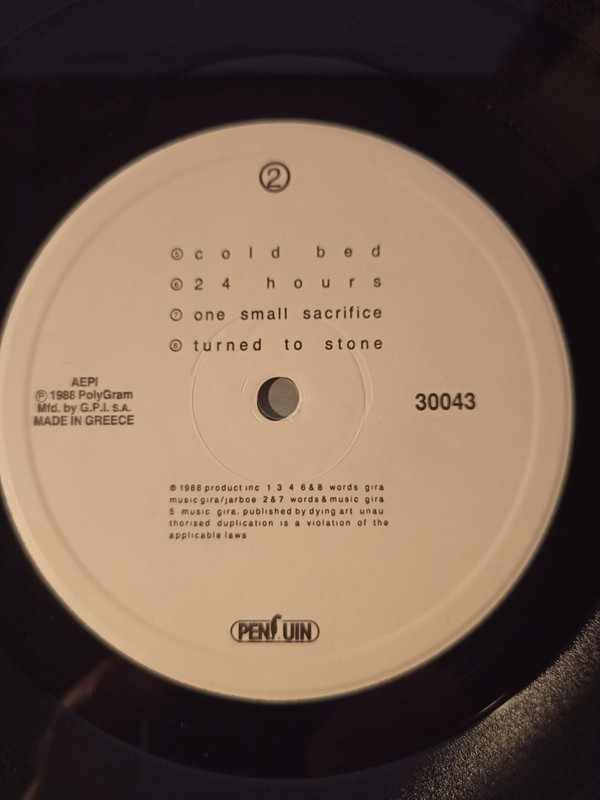 ②
⑤ cold bed
⑥ 24 hours
⑦ one small sacrifice
⑧ turned to stone
AEPI
℗ 1988 PolyGram
Mfd. by G.P.I. S.A.
MADE IN GREECE
30043
℗ 1988 product inc 1 3 4 6&8 words gira
music gira/jarboe 2&7 words&music gira
5 music gira. published by dying art unau
thorised duplication is a violation of the
applicable laws
PENGUIN